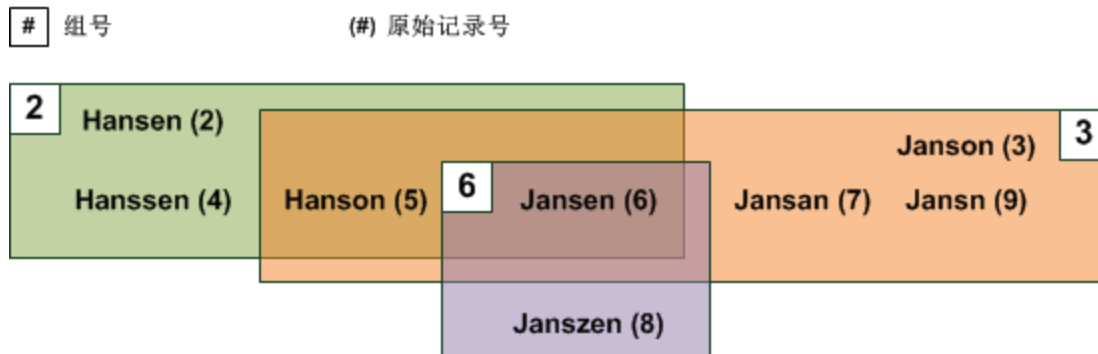 # 组号 (#) 原始记录号
2 Hansen (2)
3
Janson (3)
Hanssen (4) Hanson (5) 6 Jansen (6) Jansan (7) Jansn (9)
Janszen (8)